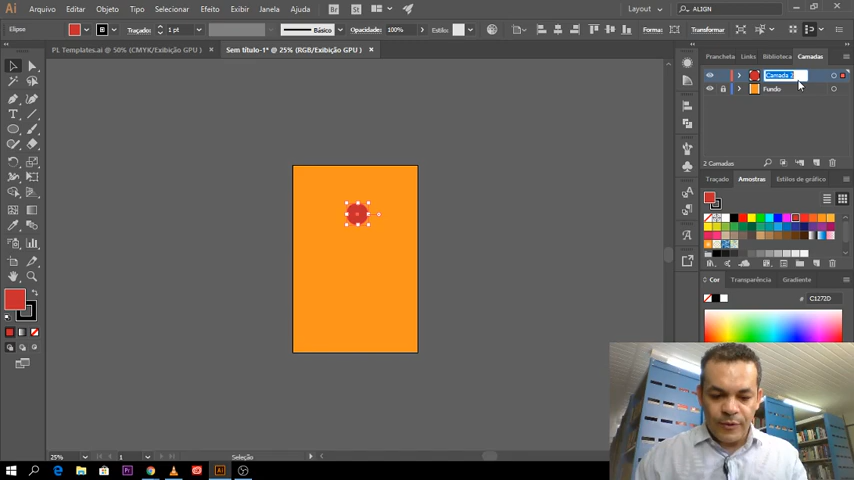 Ai Arquivo Editar Objeto Tipo Selecionar Efeito Exibir Janela Ajuda Layout ALIGN
Elipse Traçado: 1 pt Básico Opacidade: 100% Estilo: Forma: Transformar
PL Templates.ai @ 50% (CMYK/Exibição GPU ) × Sem título-1* @ 25% (RGB/Exibição GPU ) ×
Prancheta Links Biblioteca Camadas
Camada 2
Fundo
2 Camadas
Traçado Amostras Estilos de gráfico
Cor Transparência Gradiente
# C1272D
25% 1 Seleção